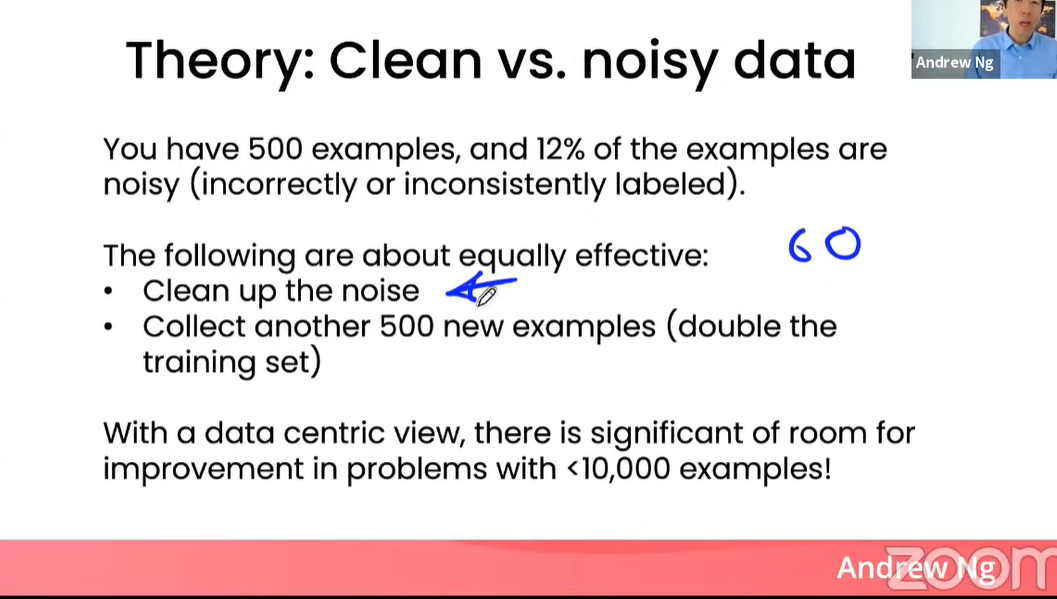 Theory: Clean vs. noisy data
Andrew Ng
You have 500 examples, and 12% of the examples are
noisy (incorrectly or inconsistently labeled).
60
The following are about equally effective:
• Clean up the noise
• Collect another 500 new examples (double the
training set)
With a data centric view, there is significant of room for
improvement in problems with <10,000 examples!
Andrew Ng
zoom